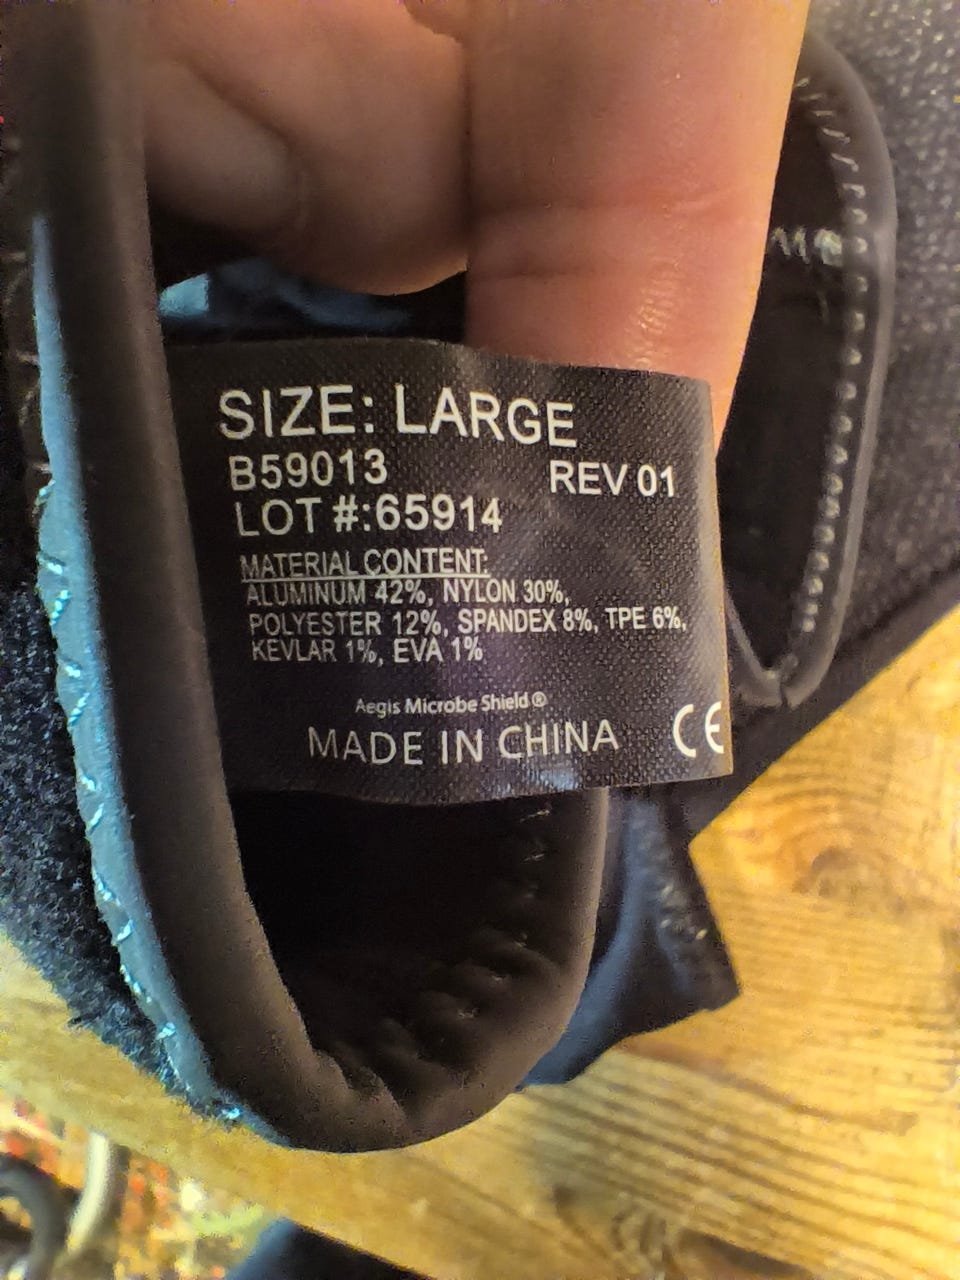 SIZE: LARGE
B59013 REV 01
LOT #:65914
MATERIAL CONTENT:
ALUMINUM 42%, NYLON 30%,
POLYESTER 12%, SPANDEX 8%, TPE 6%,
KEVLAR 1%, EVA 1%
Aegis Microbe Shield®
MADE IN CHINA CE